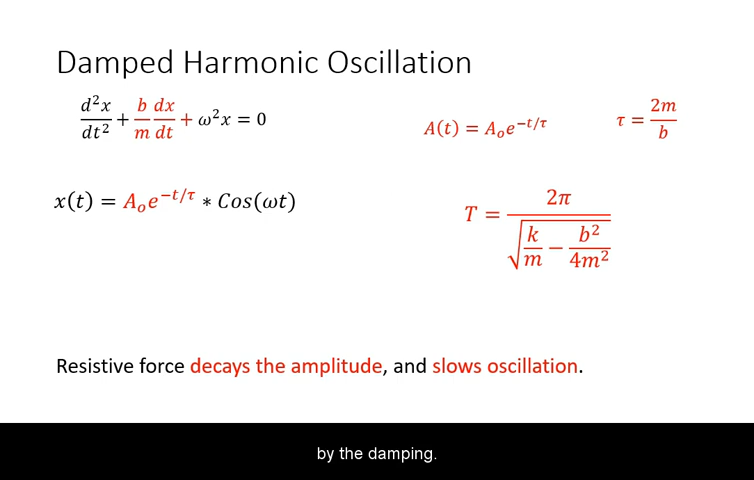 Damped Harmonic Oscillation
d²x/dt² + b/m dx/dt + ω²x = 0
A(t) = Aₒe^(−t/τ)
τ = 2m/b
x(t) = Aₒe^(−t/τ) * Cos(ωt)
T = 2π/√(k/m − b²/4m²)
Resistive force decays the amplitude, and slows oscillation.
by the damping.